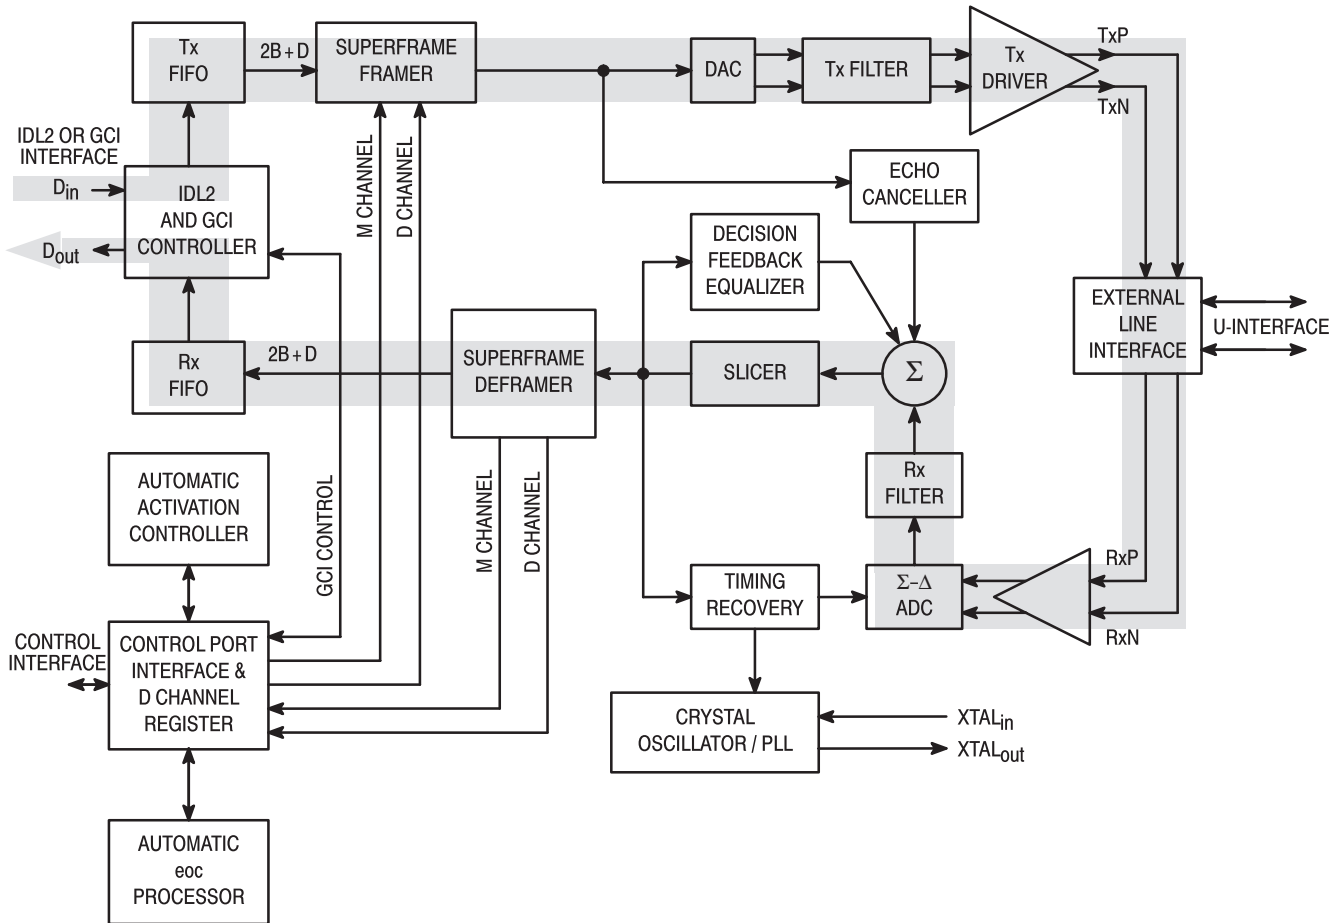 Tx
FIFO
2B + D
SUPERFRAME
FRAMER
DAC
Tx FILTER
Tx
DRIVER
TxP
TxN
IDL2 OR GCI
INTERFACE
Din
Dout
IDL2
AND GCI
CONTROLLER
M CHANNEL
D CHANNEL
ECHO
CANCELLER
DECISION
FEEDBACK
EQUALIZER
EXTERNAL
LINE
INTERFACE
U-INTERFACE
Rx
FIFO
2B + D
SUPERFRAME
DEFRAMER
SLICER
Σ
Rx
FILTER
AUTOMATIC
ACTIVATION
CONTROLLER
GCI CONTROL
M CHANNEL
D CHANNEL
TIMING
RECOVERY
Σ–Δ
ADC
RxP
RxN
CONTROL
INTERFACE
CONTROL PORT
INTERFACE &
D CHANNEL
REGISTER
CRYSTAL
OSCILLATOR / PLL
XTALin
XTALout
AUTOMATIC
eoc
PROCESSOR